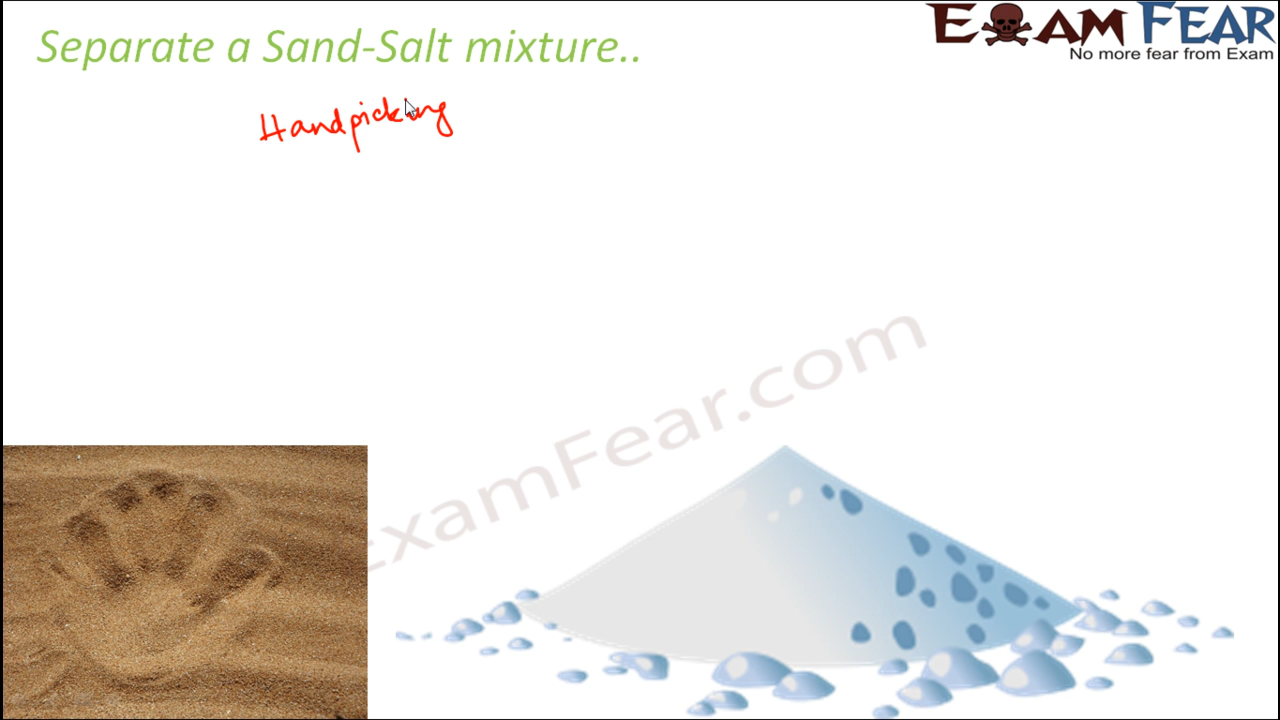 Separate a Sand-Salt mixture..
EXAM FEAR
No more fear from Exam
Handpicking
ExamFear.com